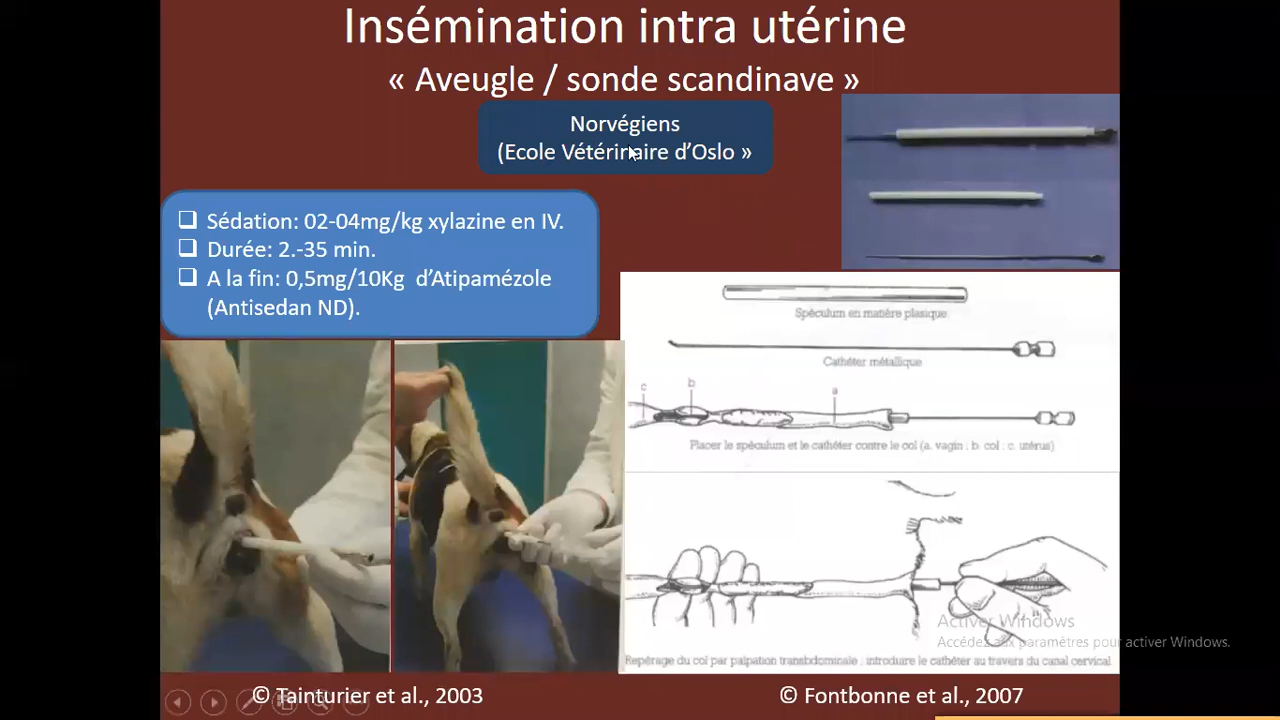 Insémination intra utérine
« Aveugle / sonde scandinave »
Norvégiens
(Ecole Vétérinaire d'Oslo »
❑ Sédation: 02-04mg/kg xylazine en IV.
❑ Durée: 2.-35 min.
❑ A la fin: 0,5mg/10Kg d'Atipamézole
(Antisedan ND).
Spéculum en matière plasique
Cathéter métallique
c
b
a
Placer le spéculum et le cathéter contre le col (a. vagin ; b. col ; c. utérus)
Activer Windows
Accédez aux paramètres pour activer Windows.
Repérage du col par palpation transbdominale ; introduire le cathéter au travers du canal cervical
© Tainturier et al., 2003
© Fontbonne et al., 2007